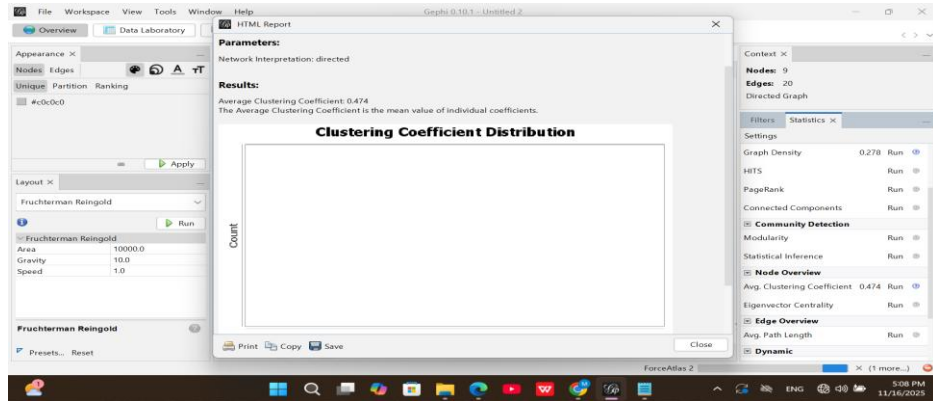 File Workspace View Tools Window Help Gephi 0.10.1 - Untitled 2
Overview Data Laboratory
HTML Report
Parameters:
Network Interpretation: directed
Results:
Average Clustering Coefficient: 0.474
The Average Clustering Coefficient is the mean value of individual coefficients.
Clustering Coefficient Distribution
Count
Print Copy Save Close
Appearance
Nodes Edges
Unique Partition Ranking
#c0c0c0
Apply
Layout
Fruchterman Reingold
Run
Fruchterman Reingold
Area 10000.0
Gravity 10.0
Speed 1.0
Fruchterman Reingold
Presets... Reset
Context
Nodes: 9
Edges: 20
Directed Graph
Filters Statistics
Settings
Graph Density 0.278 Run
HITS Run
PageRank Run
Connected Components Run
Community Detection
Modularity Run
Statistical Inference Run
Node Overview
Avg. Clustering Coefficient 0.474 Run
Eigenvector Centrality Run
Edge Overview
Avg. Path Length Run
Dynamic
ForceAtlas 2 (1 more...)
ENG 5:08 PM
11/16/2025